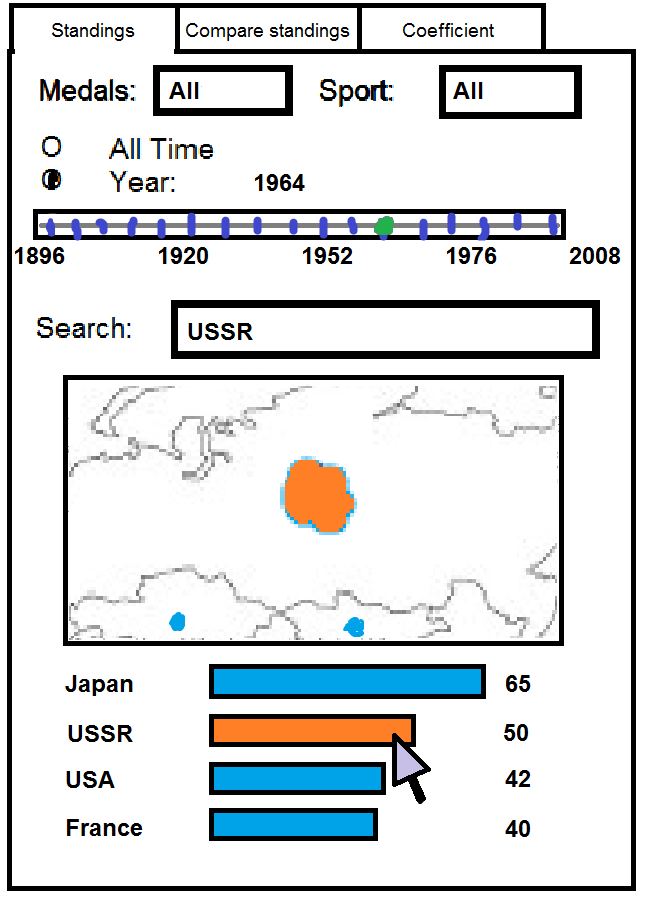 Standings Compare standings Coefficient
Medals: All Sport: All
All Time
Year: 1964
1896 1920 1952 1976 2008
Search: USSR
Japan 65
USSR 50
USA 42
France 40